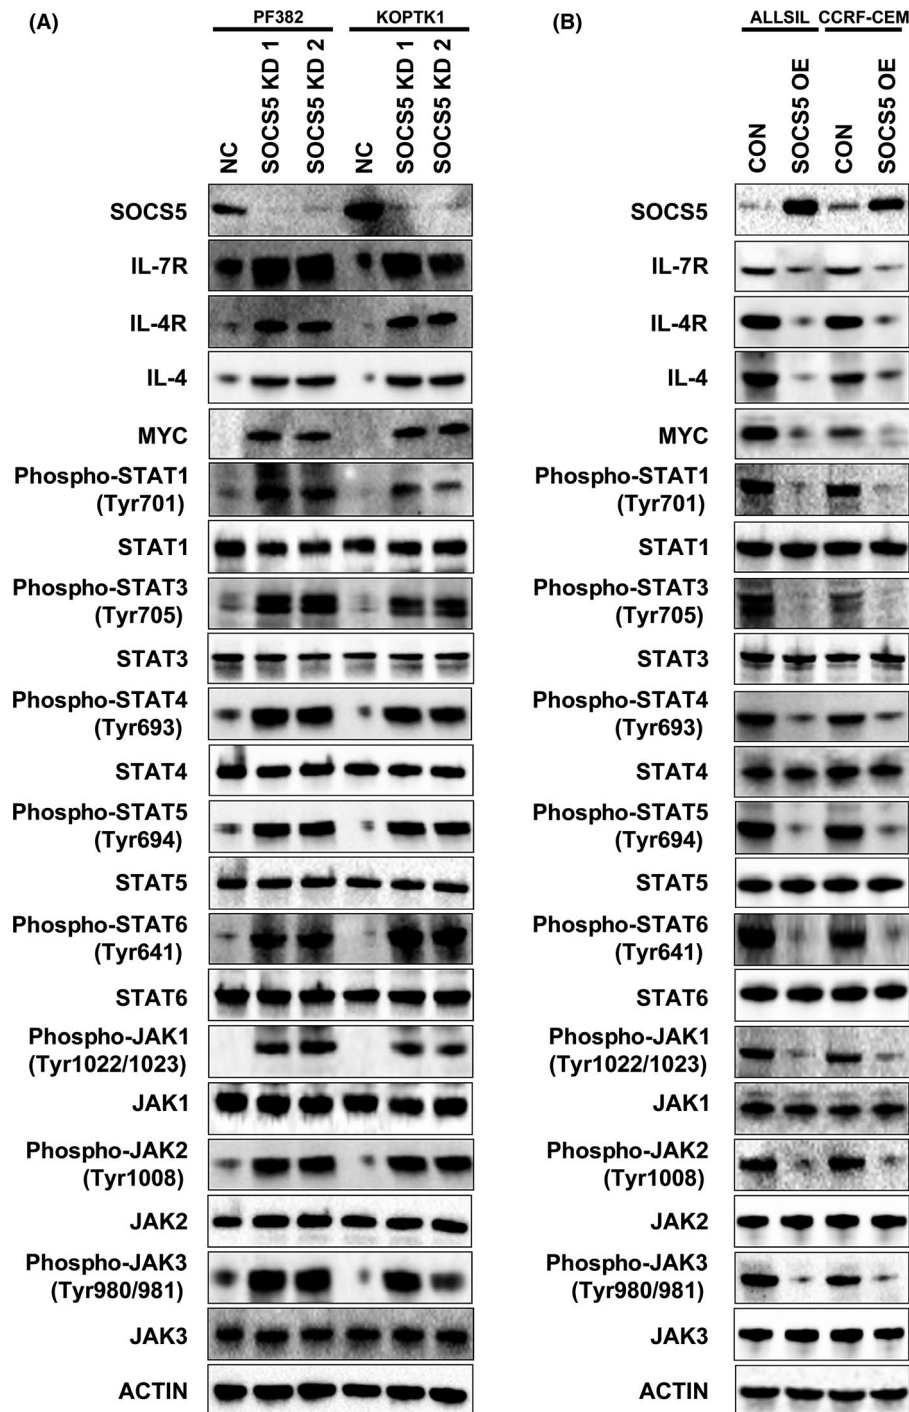 (A)
PF382 KOPTK1
NC SOCS5 KD 1 SOCS5 KD 2 NC SOCS5 KD 1 SOCS5 KD 2
SOCS5
IL-7R
IL-4R
IL-4
MYC
Phospho-STAT1
(Tyr701)
STAT1
Phospho-STAT3
(Tyr705)
STAT3
Phospho-STAT4
(Tyr693)
STAT4
Phospho-STAT5
(Tyr694)
STAT5
Phospho-STAT6
(Tyr641)
STAT6
Phospho-JAK1
(Tyr1022/1023)
JAK1
Phospho-JAK2
(Tyr1008)
JAK2
Phospho-JAK3
(Tyr980/981)
JAK3
ACTIN
(B)
ALLSIL CCRF-CEM
CON SOCS5 OE CON SOCS5 OE
SOCS5
IL-7R
IL-4R
IL-4
MYC
Phospho-STAT1
(Tyr701)
STAT1
Phospho-STAT3
(Tyr705)
STAT3
Phospho-STAT4
(Tyr693)
STAT4
Phospho-STAT5
(Tyr694)
STAT5
Phospho-STAT6
(Tyr641)
STAT6
Phospho-JAK1
(Tyr1022/1023)
JAK1
Phospho-JAK2
(Tyr1008)
JAK2
Phospho-JAK3
(Tyr980/981)
JAK3
ACTIN